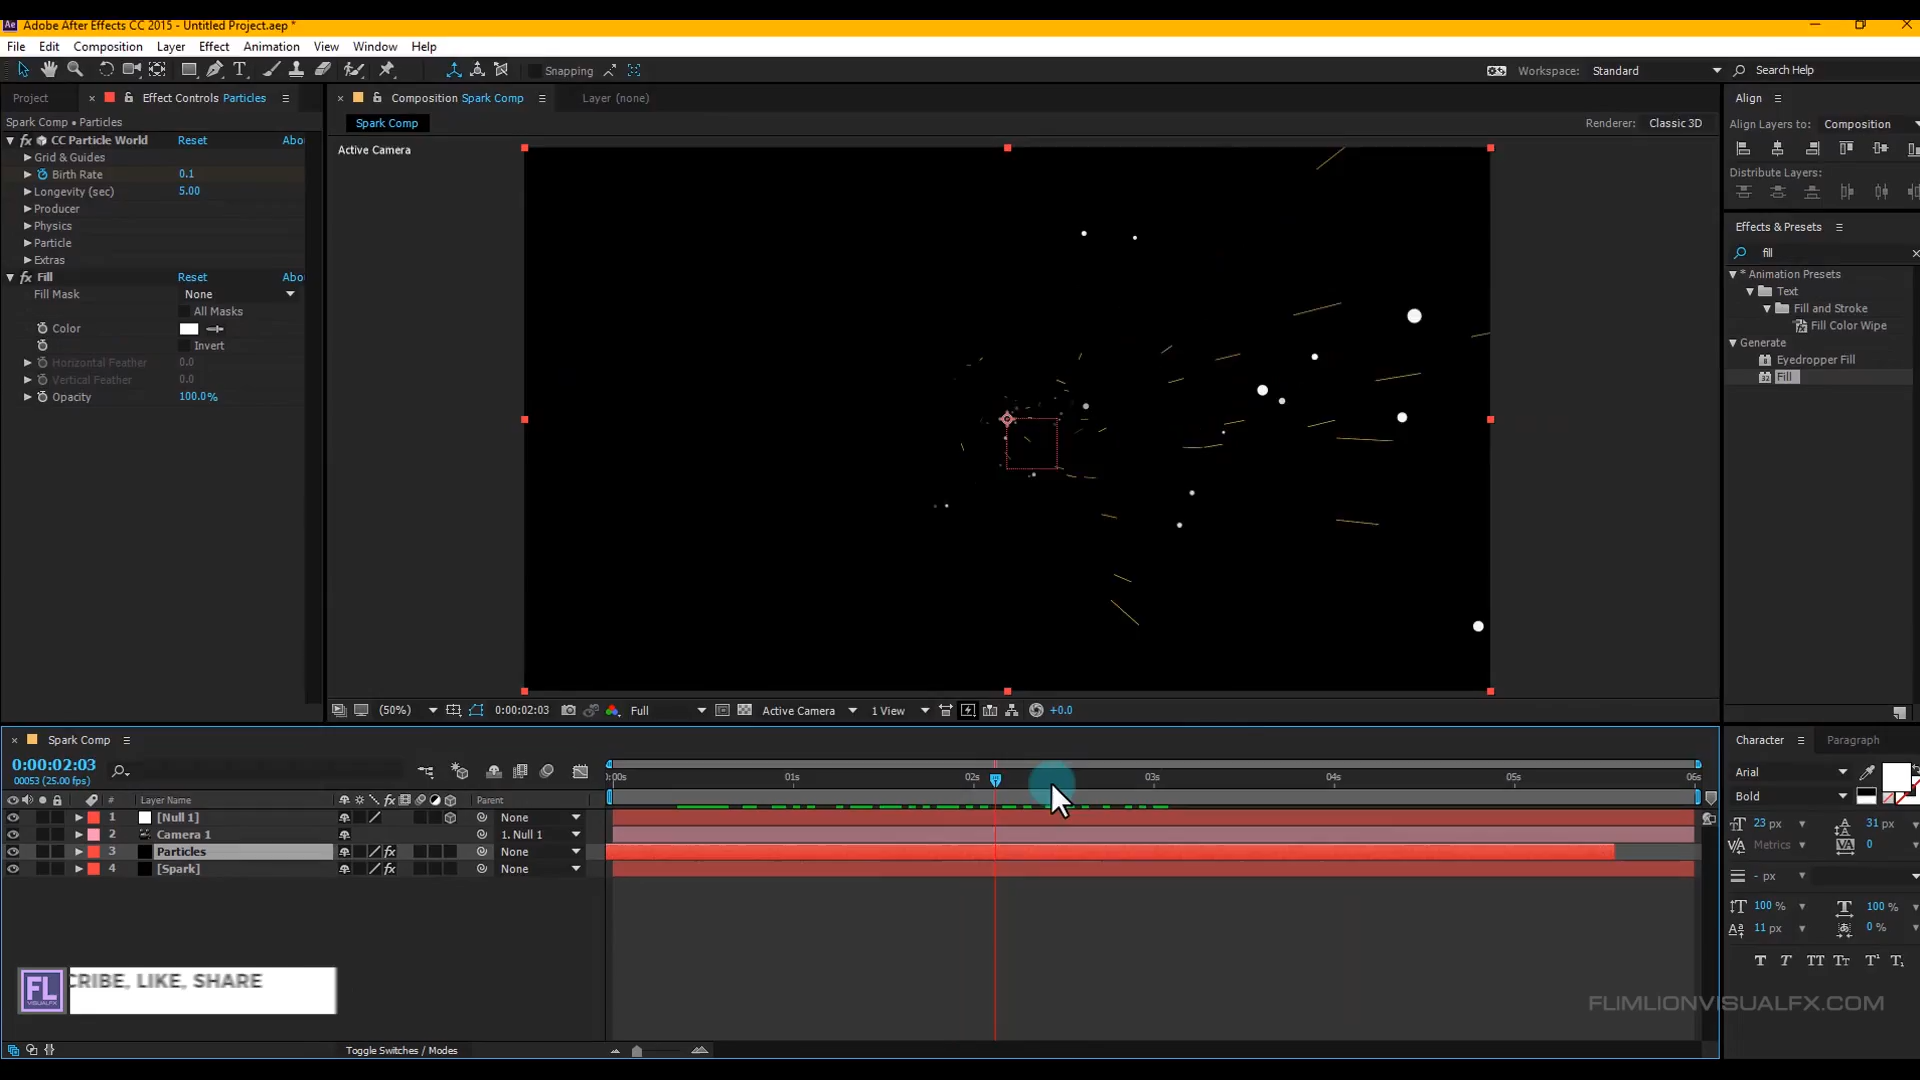 Ae Adobe After Effects CC 2015 - Untitled Project.aep *
File Edit Composition Layer Effect Animation View Window Help
Snapping Workspace: Standard Search Help
Project × Effect Controls Particles × Composition Spark Comp Layer (none) Align
Spark Comp • Particles Spark Comp Renderer: Classic 3D Align Layers to: Composition
fx CC Particle World Reset Abo
Active Camera
Grid & Guides
Birth Rate 0.1
Distribute Layers:
Longevity (sec) 5.00
Producer
Physics
Effects & Presets
Particle
fill
Extras
* Animation Presets
fx Fill Reset Abo
Text
Fill Mask None
Fill and Stroke
All Masks
Fill Color Wipe
Color
Generate
Invert
Eyedropper Fill
Horizontal Feather 0.0
Fill
Vertical Feather 0.0
Opacity 100.0%
(50%) 0:00:02:03 Full Active Camera 1 View +0.0
× Spark Comp Character Paragraph
0:00:02:03
00053 (25.00 fps)
:00s 01s 02s 03s 04s 05s 06s
Arial
# Layer Name fx Parent
Bold
1 [Null 1] None
23 px 31 px
2 Camera 1 1. Null 1
Metrics 0
3 Particles fx None
4 [Spark] fx None
- px
100 % 100 %
11 px 0 %
T T TT Tt T¹ T₁
FL VISUALFX CRIBE, LIKE, SHARE
FLIMLIONVISUALFX.COM
Toggle Switches / Modes